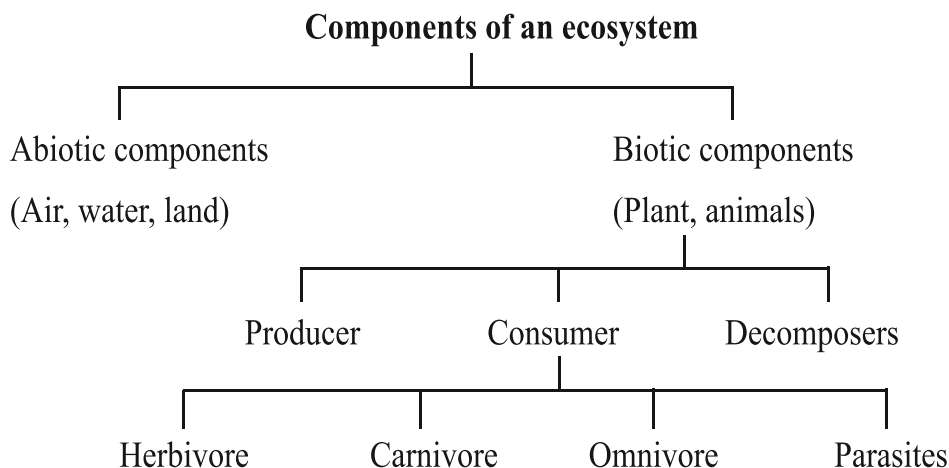 Components of an ecosystem
Abiotic components
(Air, water, land)
Biotic components
(Plant, animals)
Producer
Consumer
Decomposers
Herbivore
Carnivore
Omnivore
Parasites